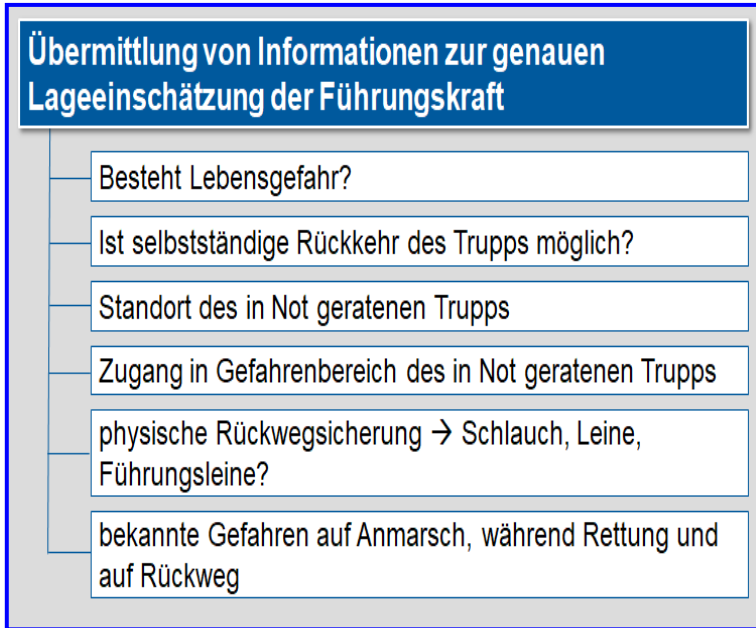 Übermittlung von Informationen zur genauen
Lageeinschätzung der Führungskraft
Besteht Lebensgefahr?
Ist selbstständige Rückkehr des Trupps möglich?
Standort des in Not geratenen Trupps
Zugang in Gefahrenbereich des in Not geratenen Trupps
physische Rückwegsicherung → Schlauch, Leine,
Führungsleine?
bekannte Gefahren auf Anmarsch, während Rettung und
auf Rückweg